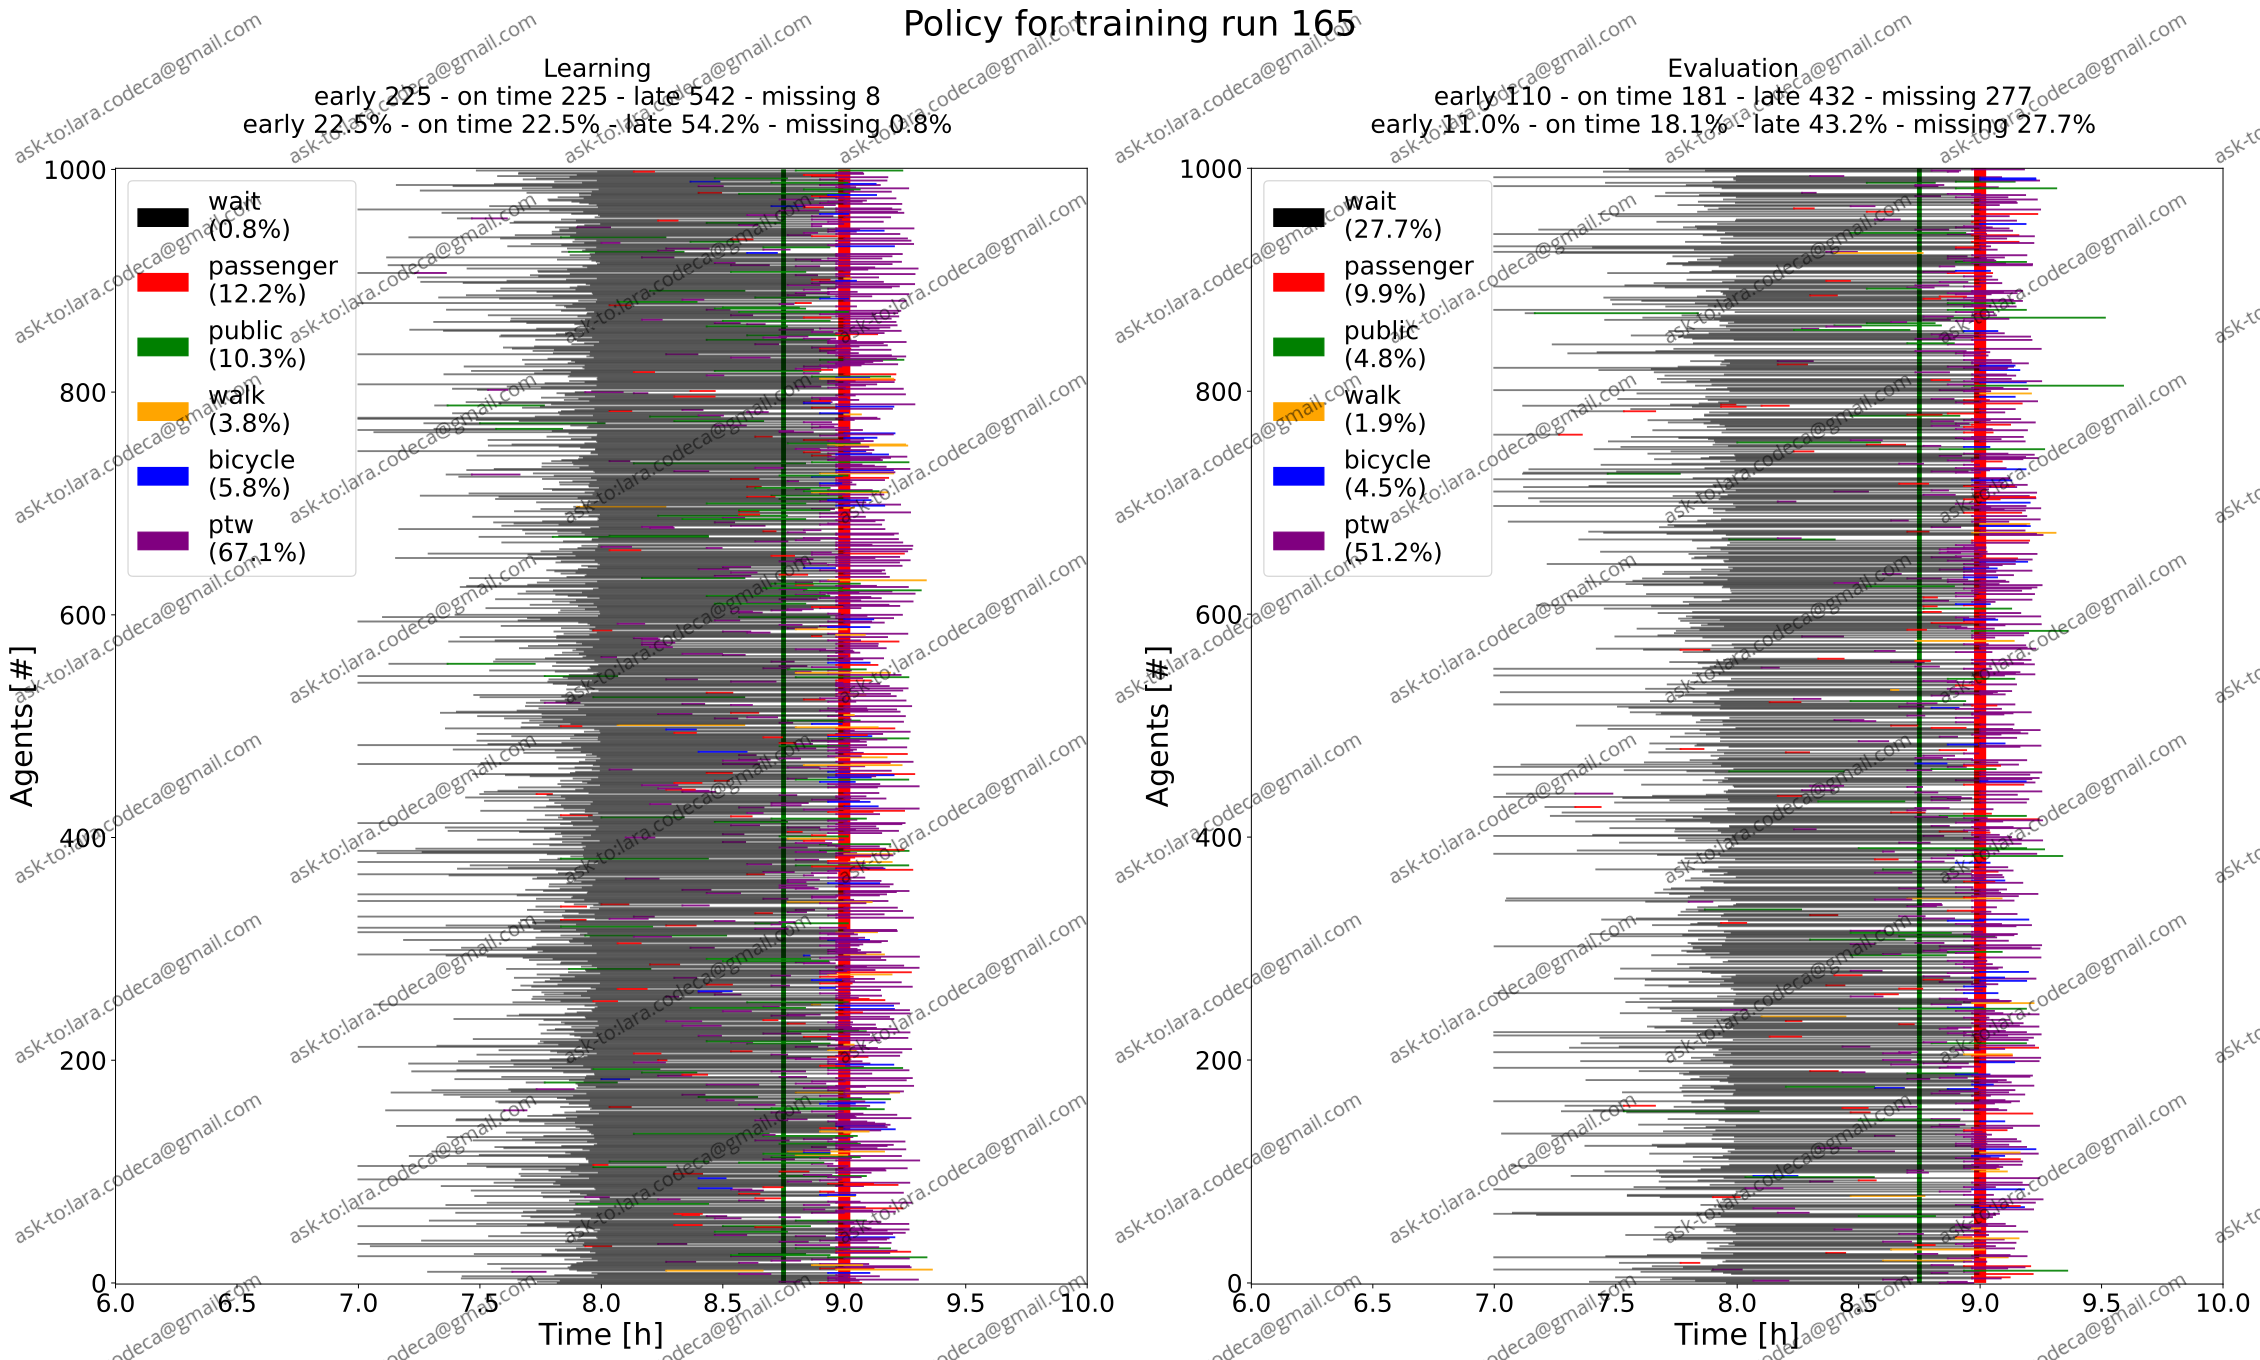 Policy for training run 165
Learning
early 225 - on time 225 - late 542 - missing 8
early 22.5% - on time 22.5% - late 54.2% - missing 0.8%
1000
800
600
400
200
0
Agents [#]
wait
(0.8%)
passenger
(12.2%)
public
(10.3%)
walk
(3.8%)
bicycle
(5.8%)
ptw
(67.1%)
6.0 6.5 7.0 7.5 8.0 8.5 9.0 9.5 10.0
Time [h]
Evaluation
early 110 - on time 181 - late 432 - missing 277
early 11.0% - on time 18.1% - late 43.2% - missing 27.7%
1000
800
600
400
200
0
Agents [#]
wait
(27.7%)
passenger
(9.9%)
public
(4.8%)
walk
(1.9%)
bicycle
(4.5%)
ptw
(51.2%)
6.0 6.5 7.0 7.5 8.0 8.5 9.0 9.5 10.0
Time [h]
ask-to:lara.codeca@gmail.com